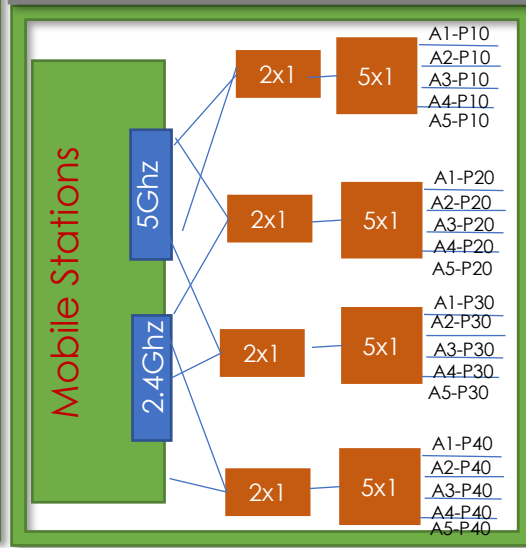 Mobile Stations
5Ghz
2.4Ghz
2x1
5x1
A1-P10
A2-P10
A3-P10
A4-P10
A5-P10
2x1
5x1
A1-P20
A2-P20
A3-P20
A4-P20
A5-P20
2x1
5x1
A1-P30
A2-P30
A3-P30
A4-P30
A5-P30
2x1
5x1
A1-P40
A2-P40
A3-P40
A4-P40
A5-P40